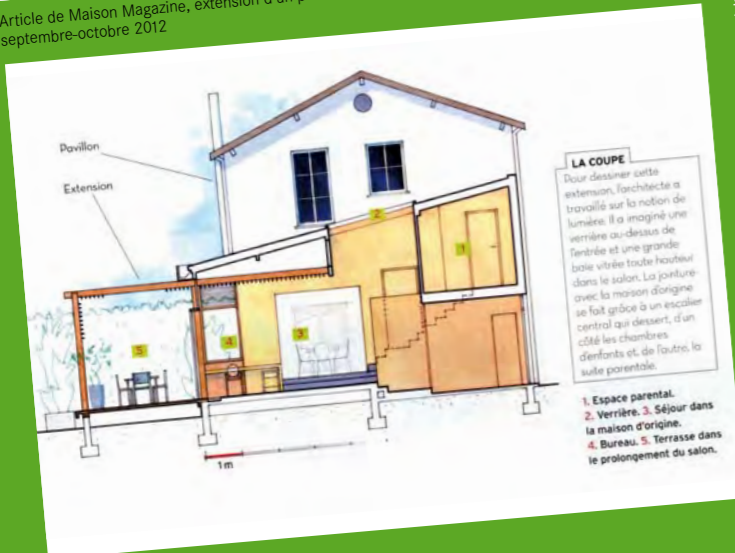 Article de Maison Magazine, extension d'un p
septembre-octobre 2012
Pavillon
Extension
LA COUPE
Pour dessiner cette
extension, l'architecte a
travaillé sur la notion de
lumière. Il a imaginé une
verrière au-dessus de
l'entrée et une grande
baie vitrée toute hauteur
dans le salon. La jointure
avec la maison d'origine
se fait grâce à un escalier
central qui dessert, d'un
côté les chambres
d'enfants et, de l'autre, la
suite parentale.
1. Espace parental.
2. Verrière. 3. Séjour dans
la maison d'origine.
4. Bureau. 5. Terrasse dans
le prolongement du salon.
2
1
3
4
5
1m